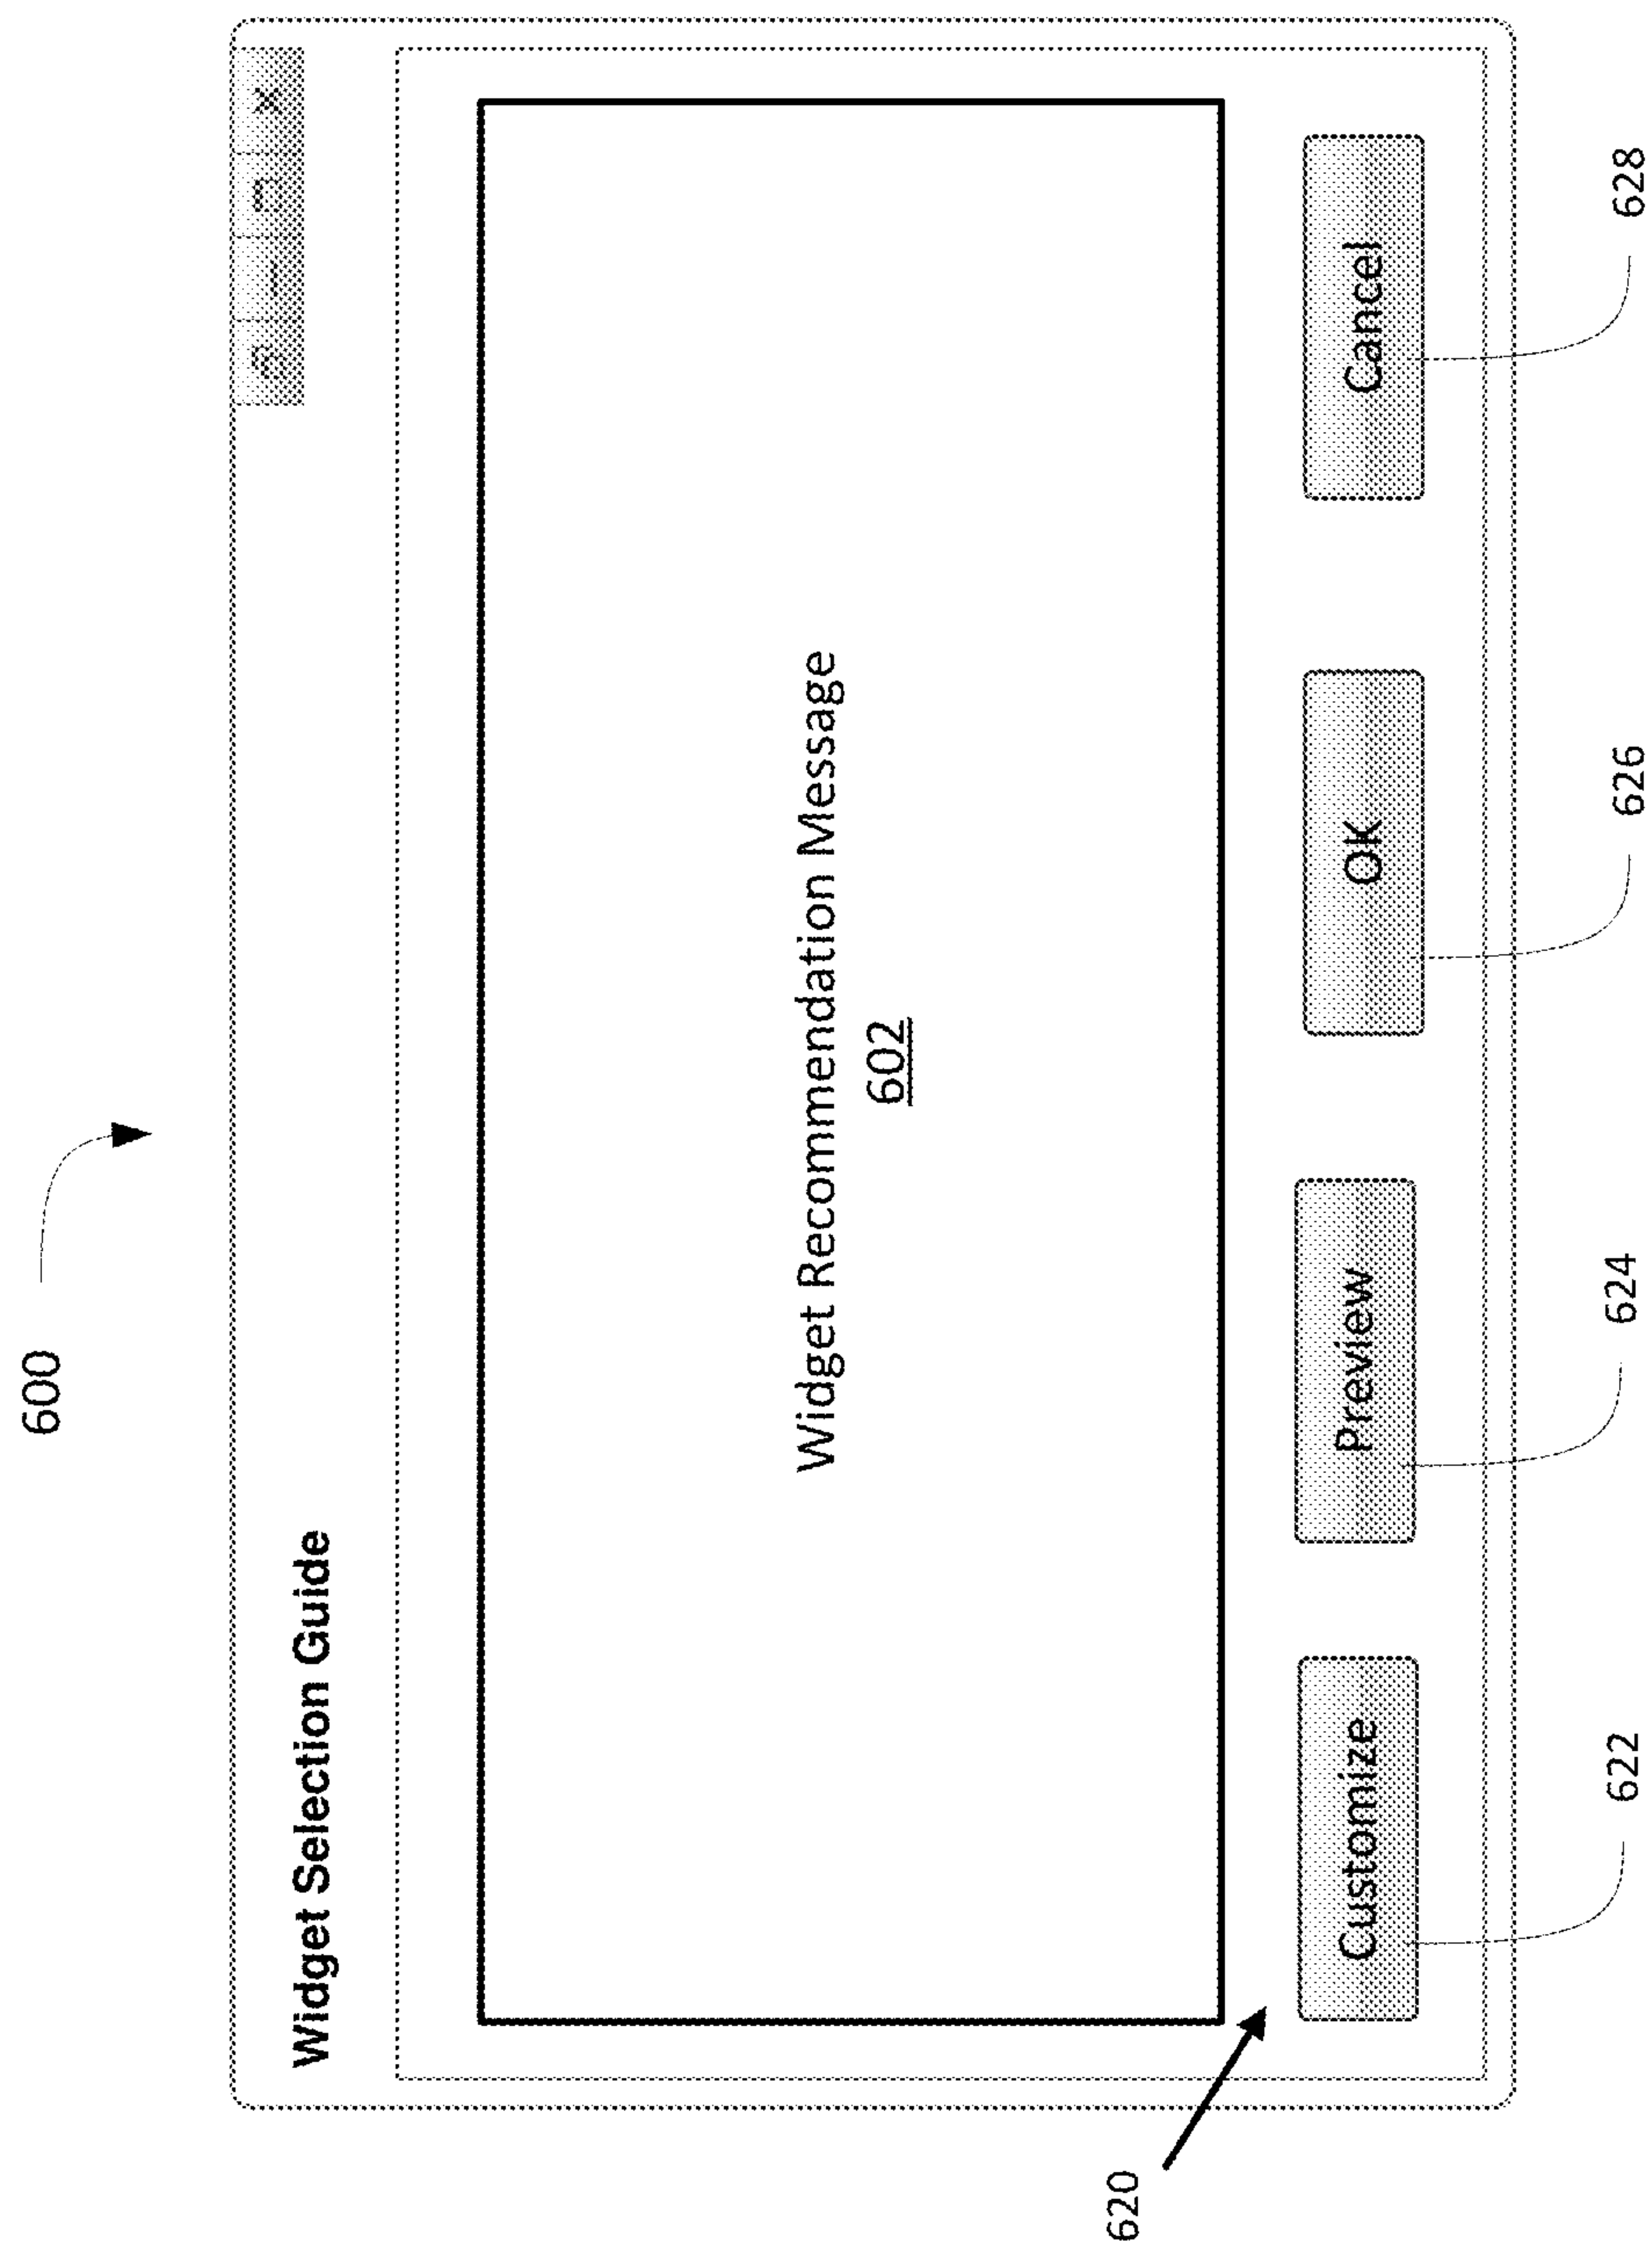 600
Widget Selection Guide
Widget Recommendation Message
602
620
Customize
Preview
OK
Cancel
622
624
626
628